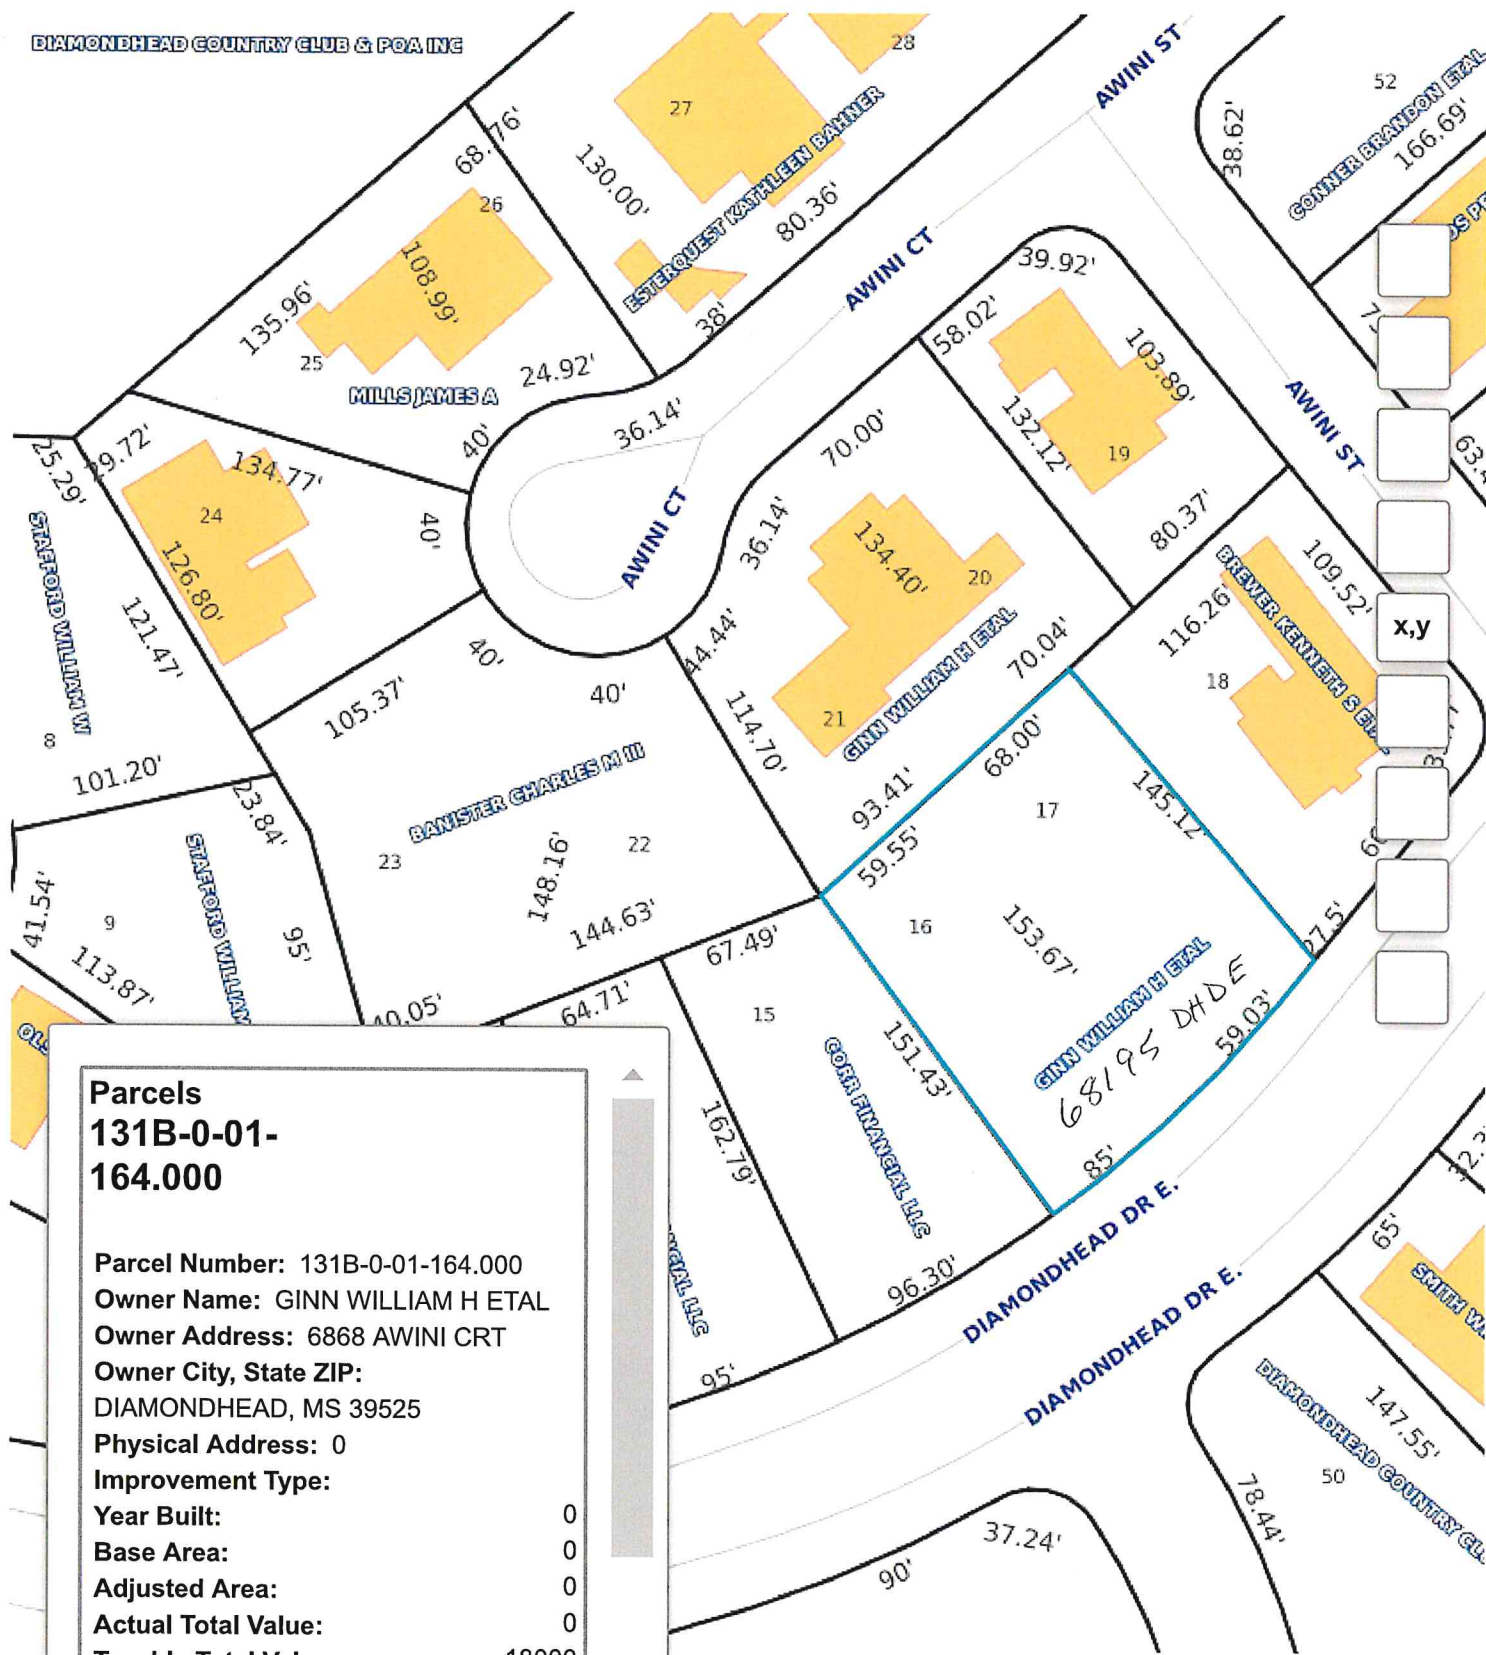 DIAMONDHEAD COUNTRY CLUB & POA INC
28
AWINI ST
52
CONNER BRANDON ETAL
166.69'
38.62'
27
68.76'
130.00'
ESTERQUEST KATHLEEN BAHNER
80.36'
26
108.99'
135.96'
25
MILLS JAMES A
24.92'
38'
AWINI CT
39.92'
58.02'
103.89'
132.12'
19
AWINI ST
36.14'
40'
70.00'
25.29'
29.72'
134.77'
24
126.80'
40'
AWINI CT
36.14'
134.40'
20
80.37'
109.52'
BREWER KENNETH S
116.26'
18
x,y
STAFFORD WILLIAM W
121.47'
8
101.20'
105.37'
40'
40'
44.44'
114.70'
21
GINN WILLIAM H ETAL
70.04'
68.00'
93.41'
59.55'
17
145.12'
27.5'
BANISTER CHARLES M III
23
22
148.16'
144.63'
23.84'
STAFFORD WILLIAM
95'
41.54'
9
113.87'
40.05'
64.71'
67.49'
15
16
153.67'
GINN WILLIAM H ETAL
68195 DHDE
59.03'
85'
151.43'
CORR FINANCIAL LLC
162.79'
96.30'
95'
DIAMONDHEAD DR E.
DIAMONDHEAD DR E.
65'
147.55'
DIAMONDHEAD COUNTRY
50
78.44'
37.24'
90'
Parcels
131B-0-01-
164.000
Parcel Number: 131B-0-01-164.000
Owner Name: GINN WILLIAM H ETAL
Owner Address: 6868 AWINI CRT
Owner City, State ZIP:
DIAMONDHEAD, MS 39525
Physical Address: 0
Improvement Type:
Year Built: 0
Base Area: 0
Adjusted Area: 0
Actual Total Value: 0